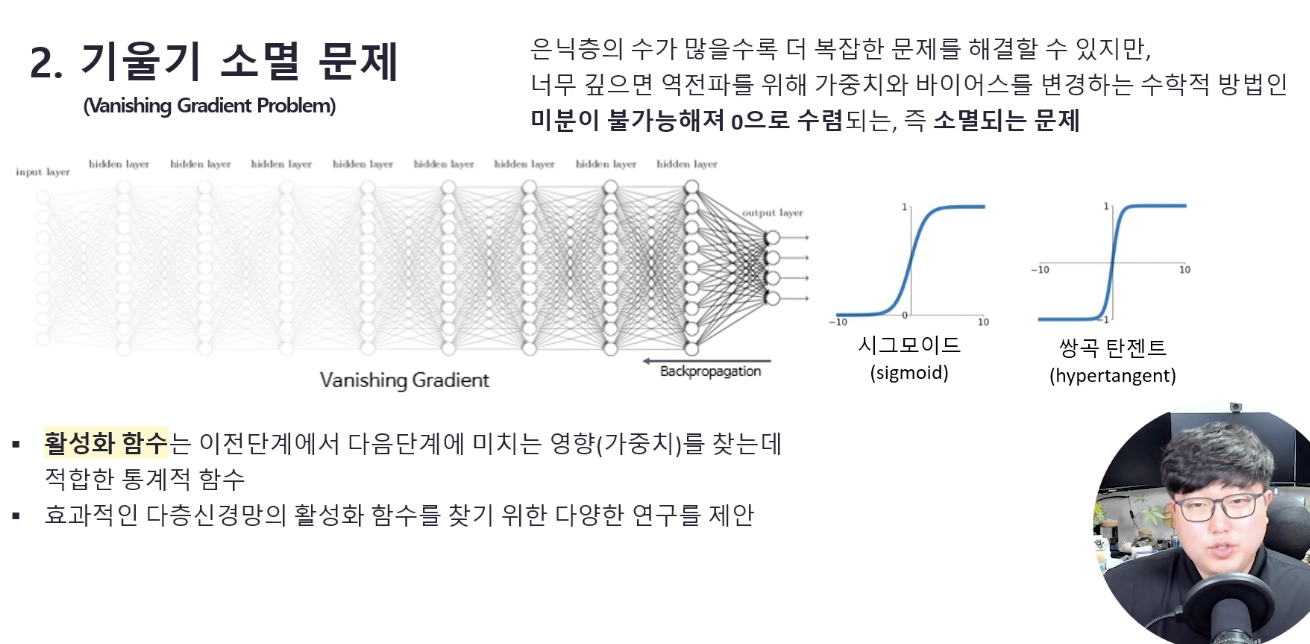 2. 기울기 소멸 문제
(Vanishing Gradient Problem)
은닉층의 수가 많을수록 더 복잡한 문제를 해결할 수 있지만,
너무 깊으면 역전파를 위해 가중치와 바이어스를 변경하는 수학적 방법인
미분이 불가능해져 0으로 수렴되는, 즉 소멸되는 문제
input layer
hidden layer
hidden layer
hidden layer
hidden layer
hidden layer
hidden layer
hidden layer
hidden layer
output layer
Backpropagation
Vanishing Gradient
1
0
-10
10
시그모이드
(sigmoid)
1
-10
10
-1
쌍곡 탄젠트
(hypertangent)
▪ 활성화 함수는 이전단계에서 다음단계에 미치는 영향(가중치)를 찾는데
적합한 통계적 함수
▪ 효과적인 다층신경망의 활성화 함수를 찾기 위한 다양한 연구를 제안